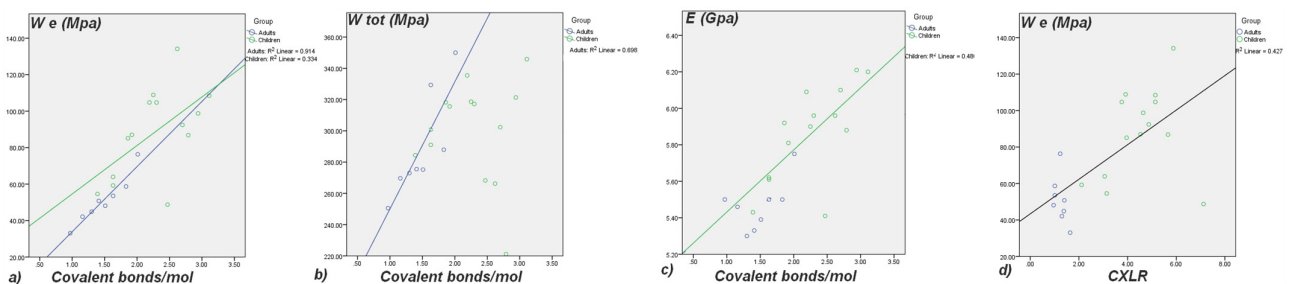 W e (Mpa)
Group
Adults
Children
Adults: R2 Linear = 0.914
Children: R2 Linear = 0.334
140.00
120.00
100.00
80.00
60.00
40.00
20.00
.50 1.00 1.50 2.00 2.50 3.00 3.50
a) Covalent bonds/mol
W tot (Mpa)
Group
Adults
Children
Adults: R2 Linear = 0.698
360.00
340.00
320.00
300.00
280.00
260.00
240.00
220.00
.50 1.00 1.50 2.00 2.50 3.00 3.50
b) Covalent bonds/mol
E (Gpa)
Group
Adults
Children
Children: R2 Linear = 0.48
6.40
6.20
6.00
5.80
5.60
5.40
5.20
.50 1.00 1.50 2.00 2.50 3.00 3.50
c) Covalent bonds/mol
W e (Mpa)
Group
Adults
Children
R2 Linear = 0.427
140.00
120.00
100.00
80.00
60.00
40.00
20.00
.00 2.00 4.00 6.00 8.00
d) CXLR